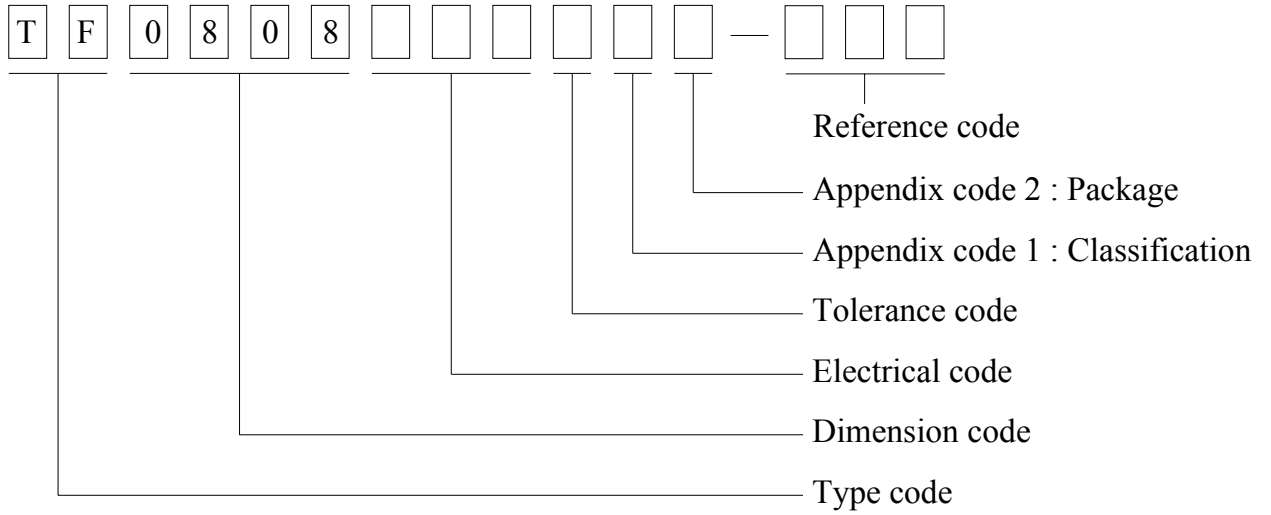 T F 0 8 0 8 —
Reference code
Appendix code 2 : Package
Appendix code 1 : Classification
Tolerance code
Electrical code
Dimension code
Type code